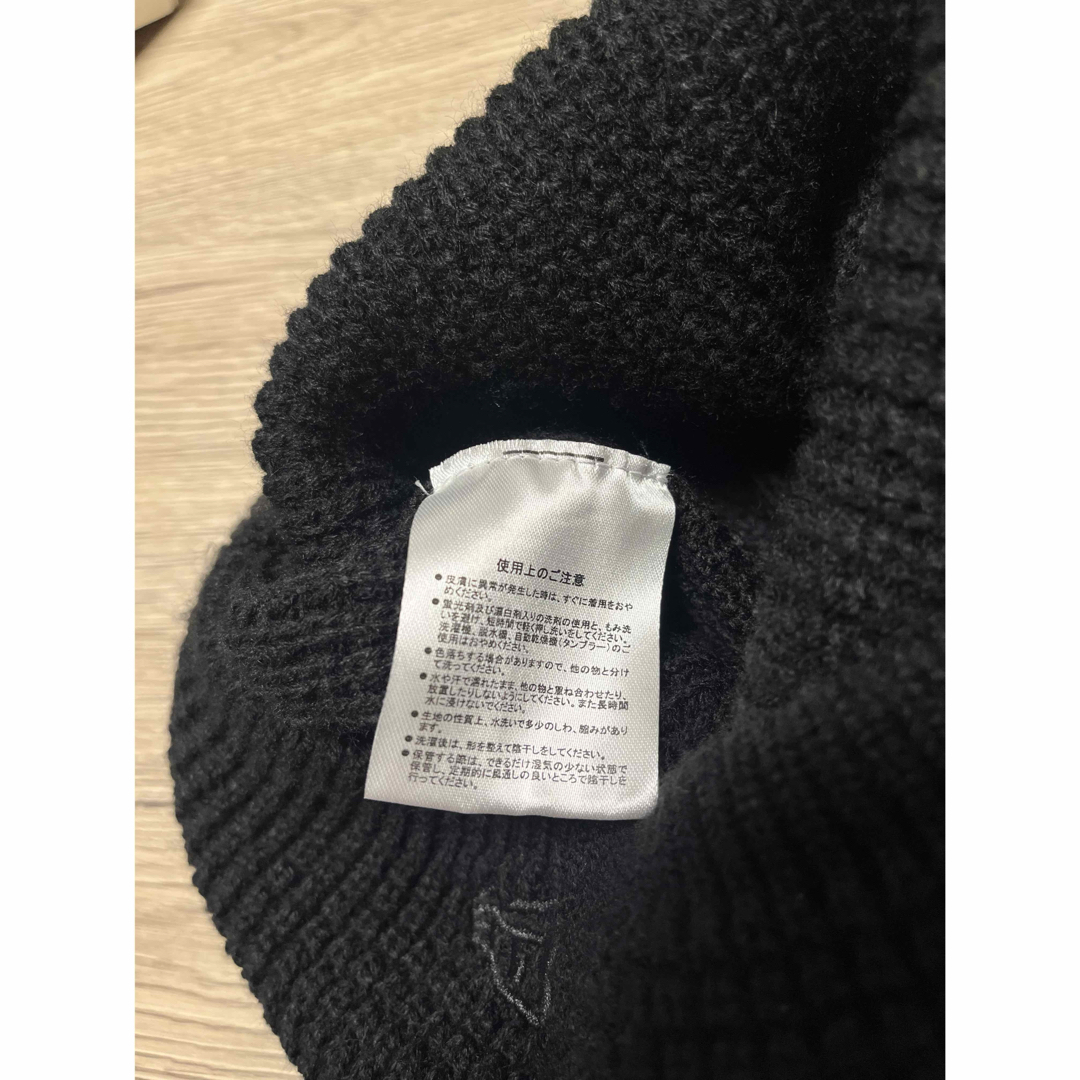 使用上のご注意
●皮膚に異常が発生した時は、すぐに着用をおや
めください。
●蛍光剤及び漂白剤入りの洗剤の使用と、もみ洗
いを避け、短時間で軽く押し洗いをしてください。
洗濯機、脱水機、自動乾燥機(タンブラー)のご
使用はおやめください。
●色落ちする場合がありますので、他の物と分け
て洗ってください。
●水や汗で濡れたまま、他の物と重ね合わせたり、
放置したりしないようにしてください。また長時間
水に浸けないでください。
●生地の性質上、水洗いで多少のしわ、縮みがあり
ます。
●洗濯後は、形を整えて陰干しをしてください。
●保管する際は、できるだけ湿気の少ない状態で
保管し、定期的に風通しの良いところで陰干しを
行ってください。